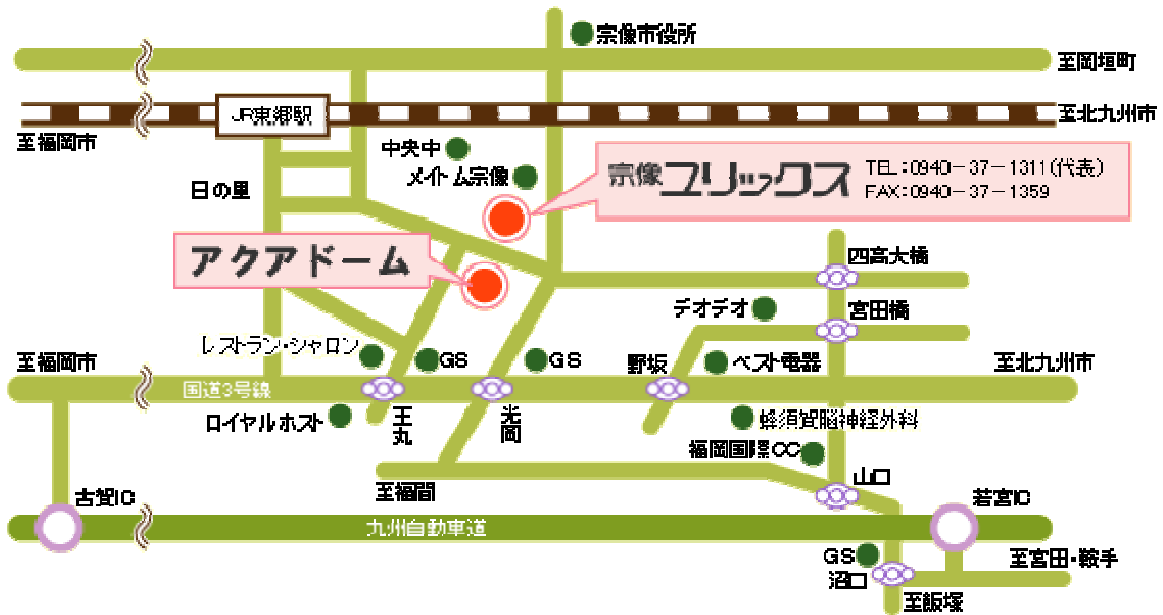 宗像市役所
至岡垣町
JR東郷駅
至福岡市
至北九州市
中央中
メイトム宗像
宗像ユリックス
TEL:0940-37-1311(代表)
FAX:0940-37-1359
日の里
アクアドーム
四高大橋
デオデオ
宮田橋
レストラン・シャロン
GS
GS
野坂
ベスト電器
至福岡市
至北九州市
国道3号線
ロイヤルホスト
王丸
光岡
蜂須賀脳神経外科
福岡国際CC
山口
至福間
古賀IC
若宮IC
九州自動車道
GS
沼口
至宮田・鞍手
至飯塚